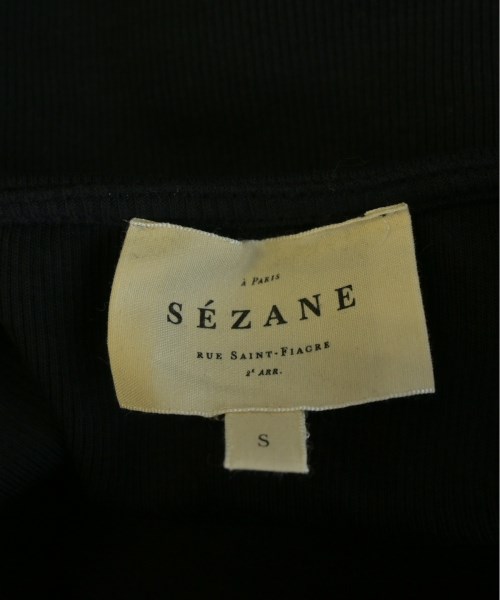 À PARIS
SÉZANE
RUE SAINT-FIACRE
2ᵉ ARR.
S